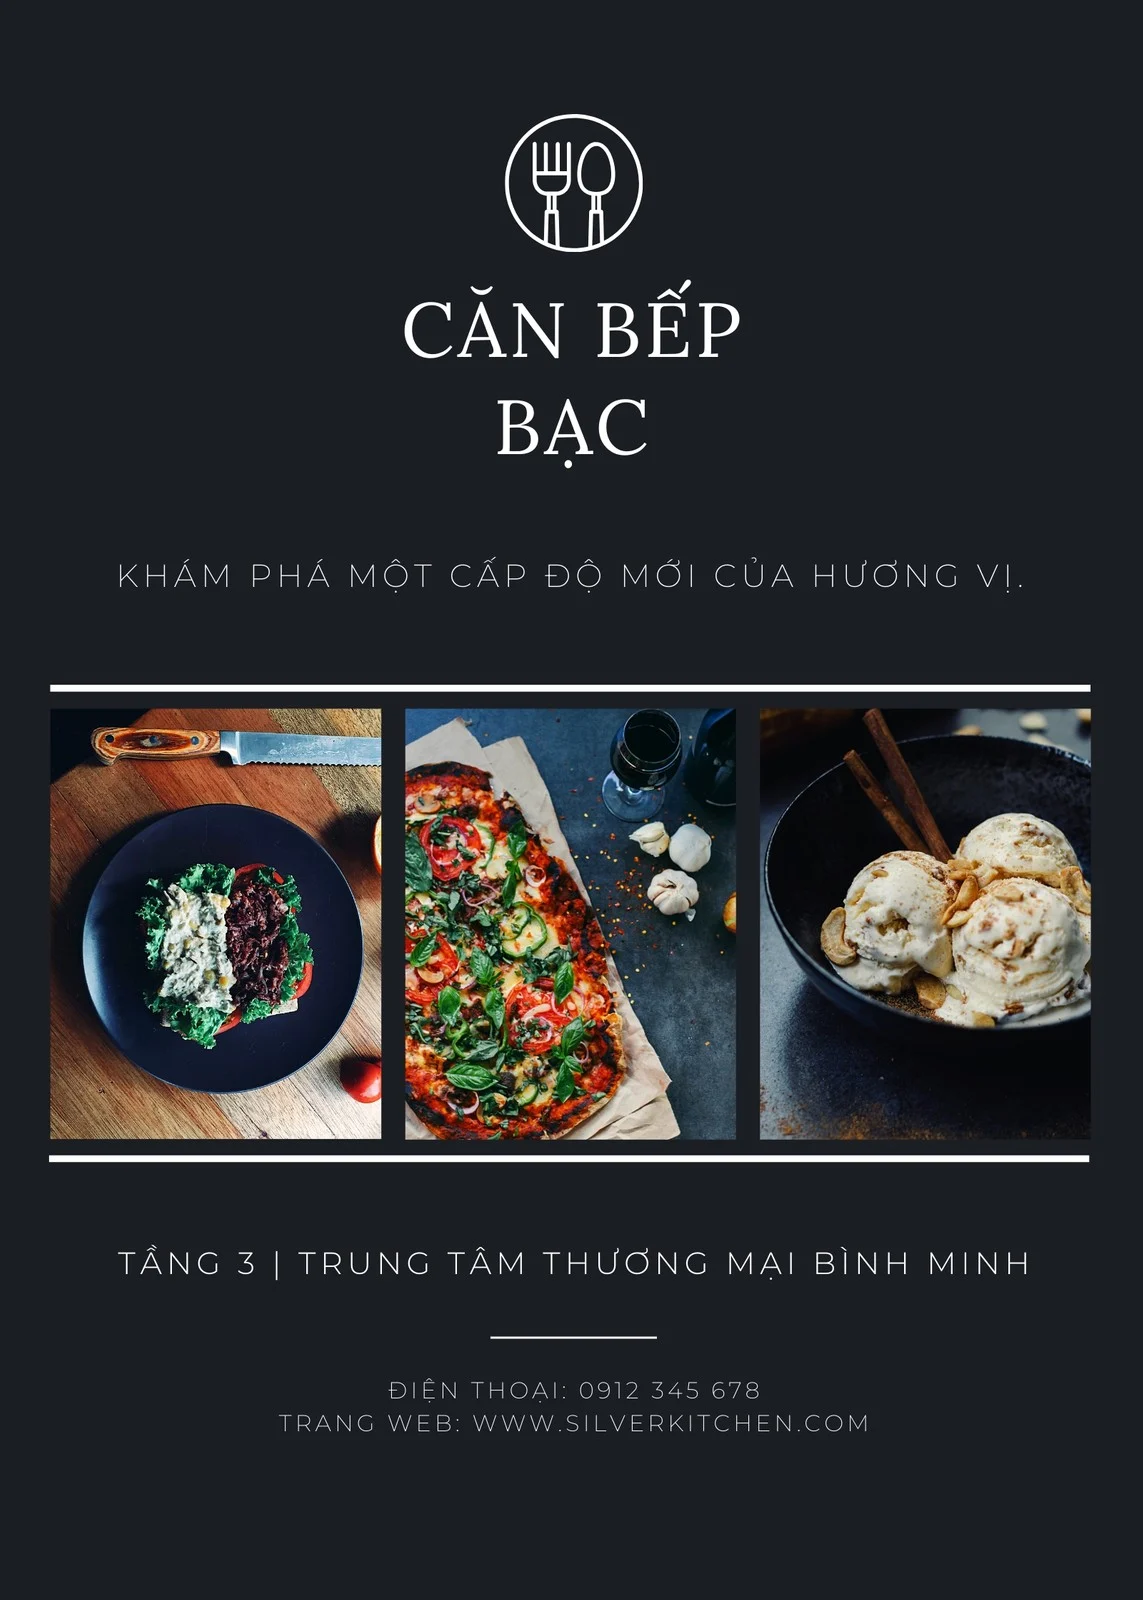 CĂN BẾP
BẠC
KHÁM PHÁ MỘT CẤP ĐỘ MỚI CỦA HƯƠNG VỊ.
TẦNG 3 | TRUNG TÂM THƯƠNG MẠI BÌNH MINH
ĐIỆN THOẠI: 0912 345 678
TRANG WEB: WWW.SILVERKITCHEN.COM